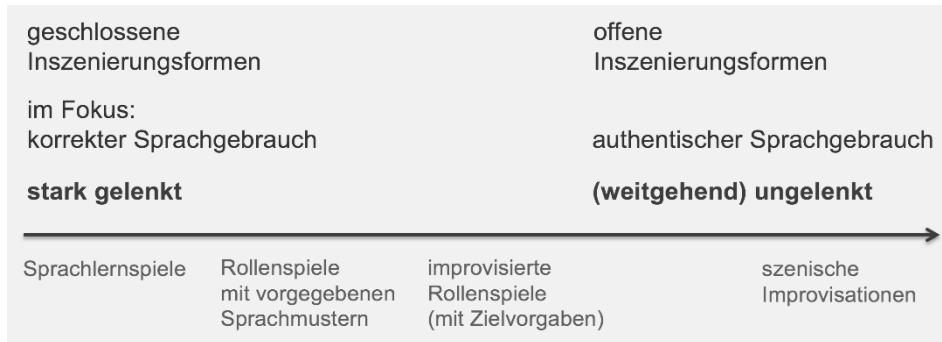 geschlossene
Inszenierungsformen
offene
Inszenierungsformen
im Fokus:
korrekter Sprachgebrauch
authentischer Sprachgebrauch
stark gelenkt
(weitgehend) ungelenkt
Sprachlernspiele
Rollenspiele
mit vorgegebenen
Sprachmustern
improvisierte
Rollenspiele
(mit Zielvorgaben)
szenische
Improvisationen